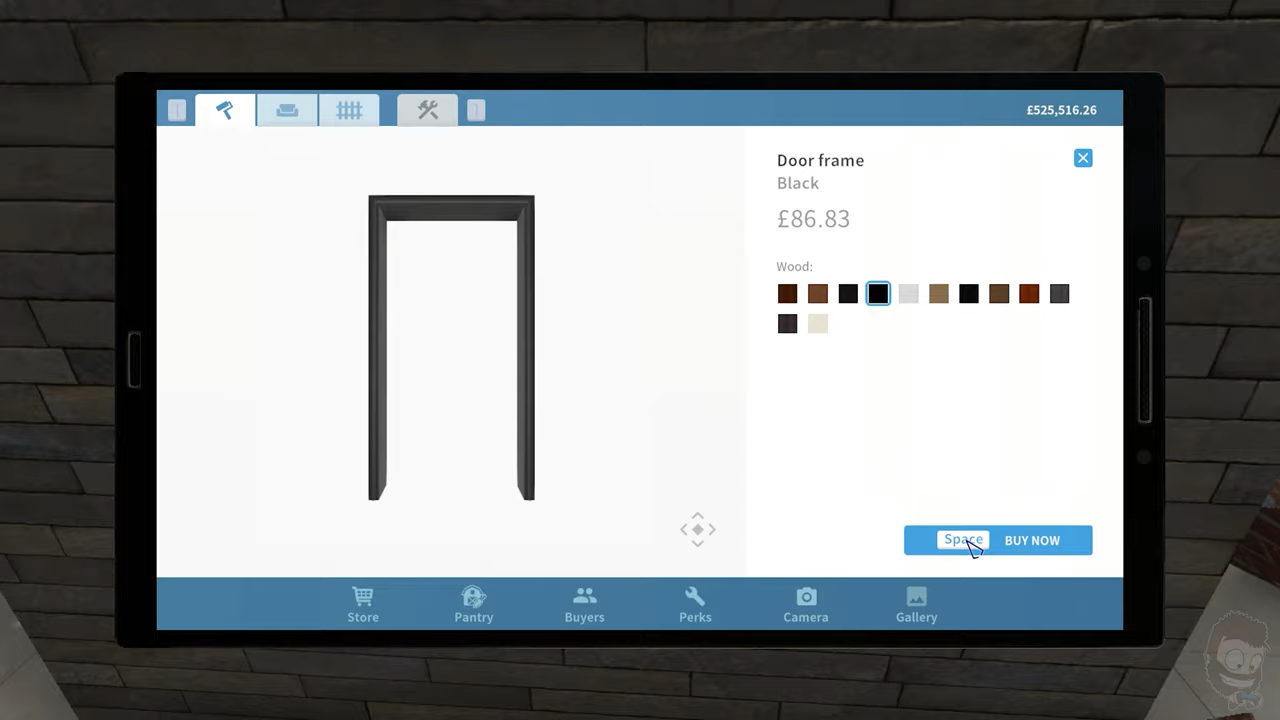 £525,516.26
Door frame
Black
£86.83
Wood:
Space BUY NOW
Store Pantry Buyers Perks Camera Gallery